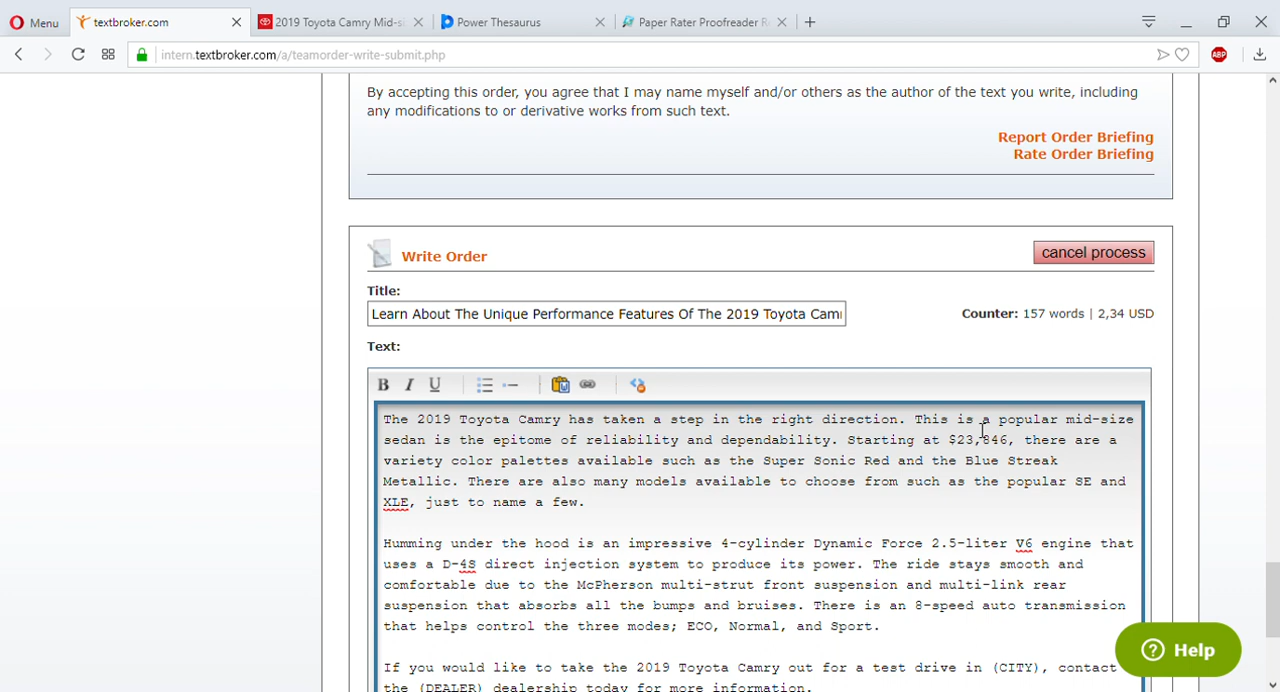 Menu
textbroker.com
2019 Toyota Camry Mid-s
Power Thesaurus
Paper Rater Proofreader R
intern.textbroker.com/a/teamorder-write-submit.php
ABP
By accepting this order, you agree that I may name myself and/or others as the author of the text you write, including
any modifications to or derivative works from such text.
Report Order Briefing
Rate Order Briefing
Write Order
cancel process
Title:
Learn About The Unique Performance Features Of The 2019 Toyota Cam
Counter: 157 words | 2,34 USD
Text:
B I U
The 2019 Toyota Camry has taken a step in the right direction. This is a popular mid-size
sedan is the epitome of reliability and dependability. Starting at $23,846, there are a
variety color palettes available such as the Super Sonic Red and the Blue Streak
Metallic. There are also many models available to choose from such as the popular SE and
XLE, just to name a few.
Humming under the hood is an impressive 4-cylinder Dynamic Force 2.5-liter V6 engine that
uses a D-4S direct injection system to produce its power. The ride stays smooth and
comfortable due to the McPherson multi-strut front suspension and multi-link rear
suspension that absorbs all the bumps and bruises. There is an 8-speed auto transmission
that helps control the three modes; ECO, Normal, and Sport.
If you would like to take the 2019 Toyota Camry out for a test drive in (CITY), contact
the (DEALER) dealership today for more information.
Help